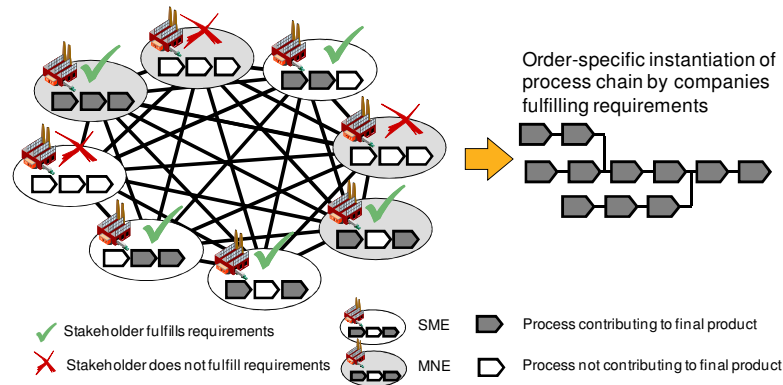 Order-specific instantiation of
process chain by companies
fulfilling requirements
Stakeholder fulfills requirements
SME
Process contributing to final product
Stakeholder does not fulfill requirements
MNE
Process not contributing to final product